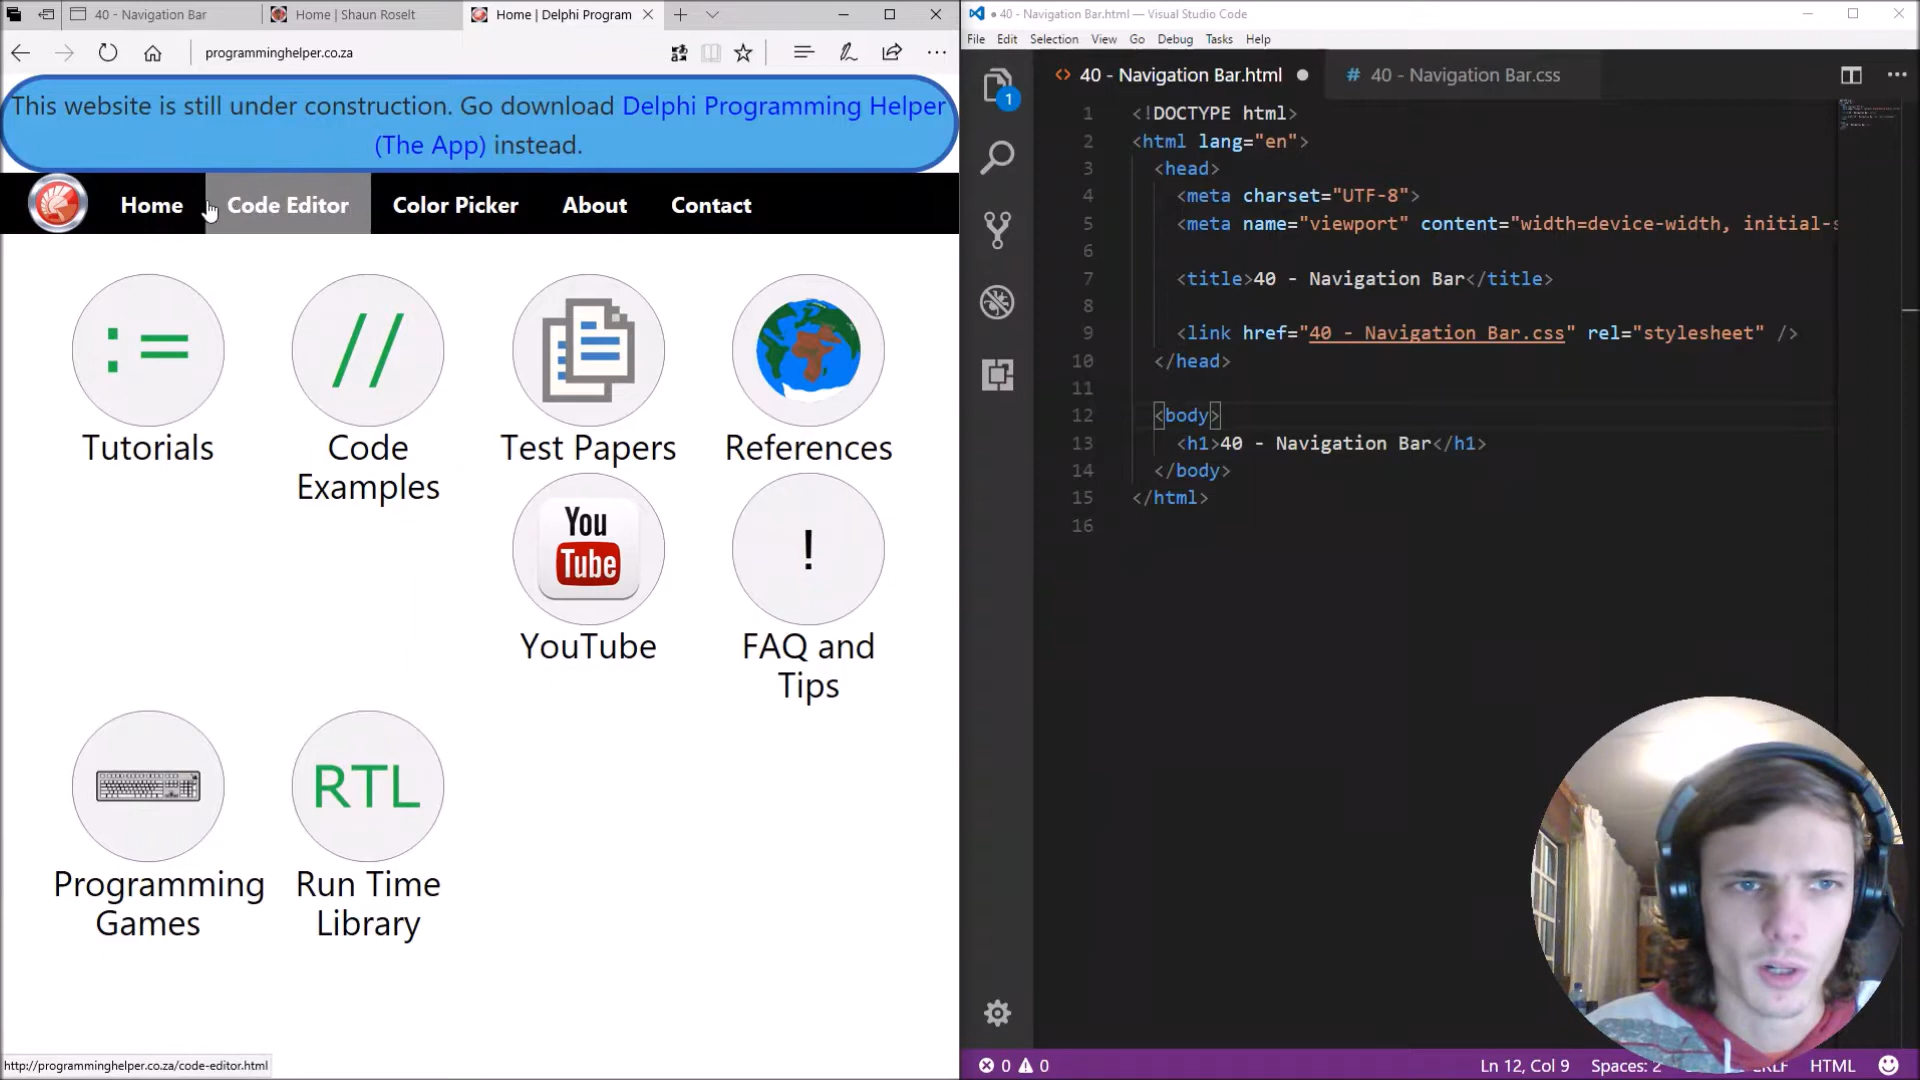 40 - Navigation Bar
Home | Shaun Roselt
Home | Delphi Program
programminghelper.co.za
This website is still under construction. Go download Delphi Programming Helper
(The App) instead.
Home
Code Editor
Color Picker
About
Contact
:=
//
Tutorials
Code
Examples
Test Papers
References
You
Tube
!
YouTube
FAQ and
Tips
RTL
Programming
Games
Run Time
Library
http://programminghelper.co.za/code-editor.html
40 - Navigation Bar.html — Visual Studio Code
File Edit Selection View Go Debug Tasks Help
1
<> 40 - Navigation Bar.html
# 40 - Navigation Bar.css
1 <!DOCTYPE html>
2 <html lang="en">
3 <head>
4 <meta charset="UTF-8">
5 <meta name="viewport" content="width=device-width, initial-s
6
7 <title>40 - Navigation Bar</title>
8
9 <link href="40 - Navigation Bar.css" rel="stylesheet" />
10 </head>
11
12 <body>
13 <h1>40 - Navigation Bar</h1>
14 </body>
15 </html>
16
0 0
Ln 12, Col 9
Spaces: 2
HTML